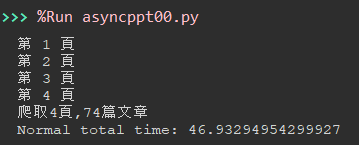 >>> %Run asyncppt00.py
第 1 頁
第 2 頁
第 3 頁
第 4 頁
爬取4頁,74篇文章
Normal total time: 46.93294954299927